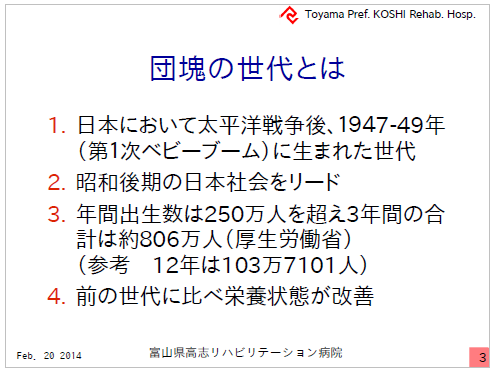 Toyama Pref. KOSHI Rehab. Hosp.
団塊の世代とは
1. 日本において太平洋戦争後、1947-49年
（第1次ベビーブーム）に生まれた世代
2. 昭和後期の日本社会をリード
3. 年間出生数は250万人を超え3年間の合
計は約806万人（厚生労働省）
（参考　12年は103万7101人）
4. 前の世代に比べ栄養状態が改善
Feb. 20 2014
富山県高志リハビリテーション病院
3